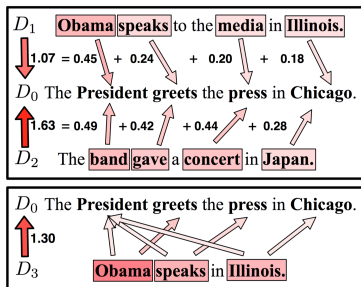 D1 Obama speaks to the media in Illinois.
1.07 = 0.45 + 0.24 + 0.20 + 0.18
D0 The President greets the press in Chicago.
1.63 = 0.49 + 0.42 + 0.44 + 0.28
D2 The band gave a concert in Japan.
D0 The President greets the press in Chicago.
1.30
D3 Obama speaks in Illinois.